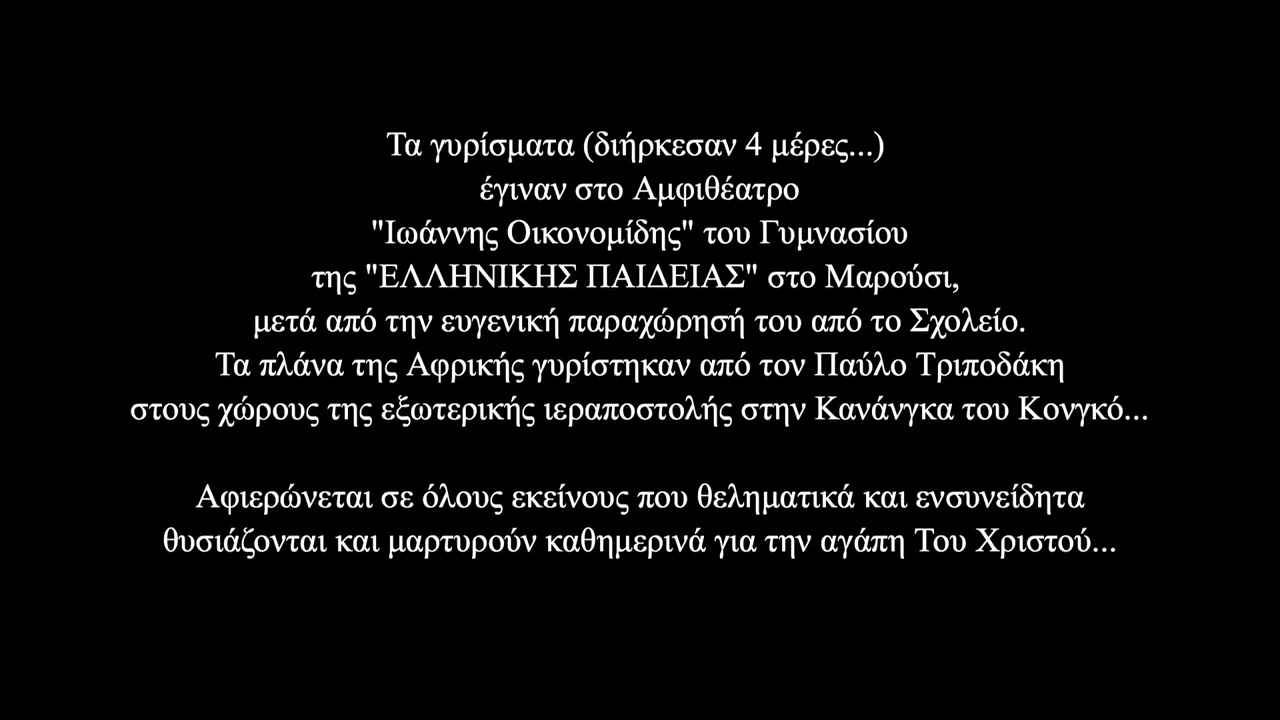 Τα γυρίσματα (διήρκεσαν 4 μέρες...)
έγιναν στο Αμφιθέατρο
"Ιωάννης Οικονομίδης" του Γυμνασίου
της "ΕΛΛΗΝΙΚΗΣ ΠΑΙΔΕΙΑΣ" στο Μαρούσι,
μετά από την ευγενική παραχώρησή του από το Σχολείο.
Τα πλάνα της Αφρικής γυρίστηκαν από τον Παύλο Τριποδάκη
στους χώρους της εξωτερικής ιεραποστολής στην Κανάνγκα του Κονγκό...
Αφιερώνεται σε όλους εκείνους που θεληματικά και ενσυνείδητα
θυσιάζονται και μαρτυρούν καθημερινά για την αγάπη Του Χριστού...